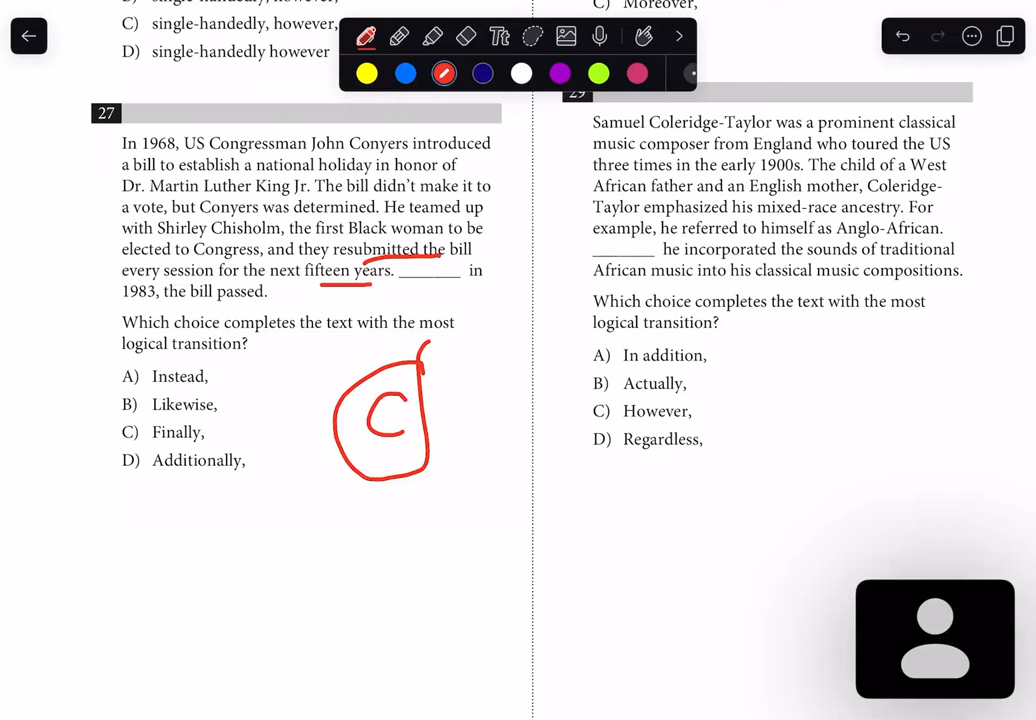 D) single-handedly, however,
C) single-handedly, however,
D) single-handedly however
27
In 1968, US Congressman John Conyers introduced
a bill to establish a national holiday in honor of
Dr. Martin Luther King Jr. The bill didn't make it to
a vote, but Conyers was determined. He teamed up
with Shirley Chisholm, the first Black woman to be
elected to Congress, and they resubmitted the bill
every session for the next fifteen years. _______ in
1983, the bill passed.
Which choice completes the text with the most
logical transition?
A) Instead,
B) Likewise,
C) Finally,
D) Additionally,
C
Tt
C) Moreover,
29
Samuel Coleridge-Taylor was a prominent classical
music composer from England who toured the US
three times in the early 1900s. The child of a West
African father and an English mother, Coleridge-
Taylor emphasized his mixed-race ancestry. For
example, he referred to himself as Anglo-African.
_______ he incorporated the sounds of traditional
African music into his classical music compositions.
Which choice completes the text with the most
logical transition?
A) In addition,
B) Actually,
C) However,
D) Regardless,